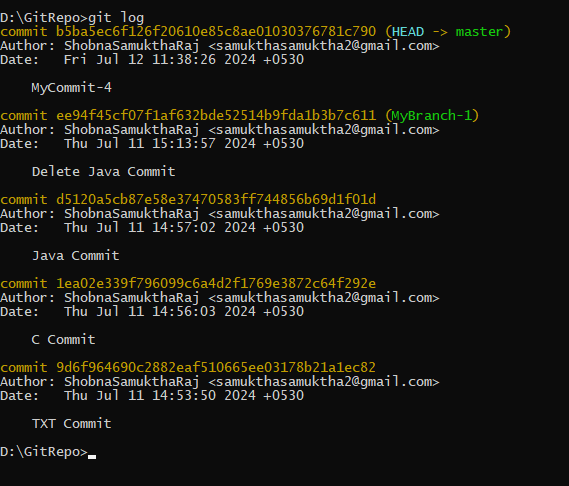 D:\GitRepo>git log
commit b5ba5ec6f126f20610e85c8ae01030376781c790 (HEAD -> master)
Author: ShobnaSamukthaRaj <samukthasamuktha2@gmail.com>
Date:   Fri Jul 12 11:38:26 2024 +0530
    MyCommit-4
commit ee94f45cf07f1af632bde52514b9fda1b3b7c611 (MyBranch-1)
Author: ShobnaSamukthaRaj <samukthasamuktha2@gmail.com>
Date:   Thu Jul 11 15:13:57 2024 +0530
    Delete Java Commit
commit d5120a5cb87e58e37470583ff744856b69d1f01d
Author: ShobnaSamukthaRaj <samukthasamuktha2@gmail.com>
Date:   Thu Jul 11 14:57:02 2024 +0530
    Java Commit
commit 1ea02e339f796099c6a4d2f1769e3872c64f292e
Author: ShobnaSamukthaRaj <samukthasamuktha2@gmail.com>
Date:   Thu Jul 11 14:56:03 2024 +0530
    C Commit
commit 9d6f964690c2882eaf510665ee03178b21a1ec82
Author: ShobnaSamukthaRaj <samukthasamuktha2@gmail.com>
Date:   Thu Jul 11 14:53:50 2024 +0530
    TXT Commit
D:\GitRepo>